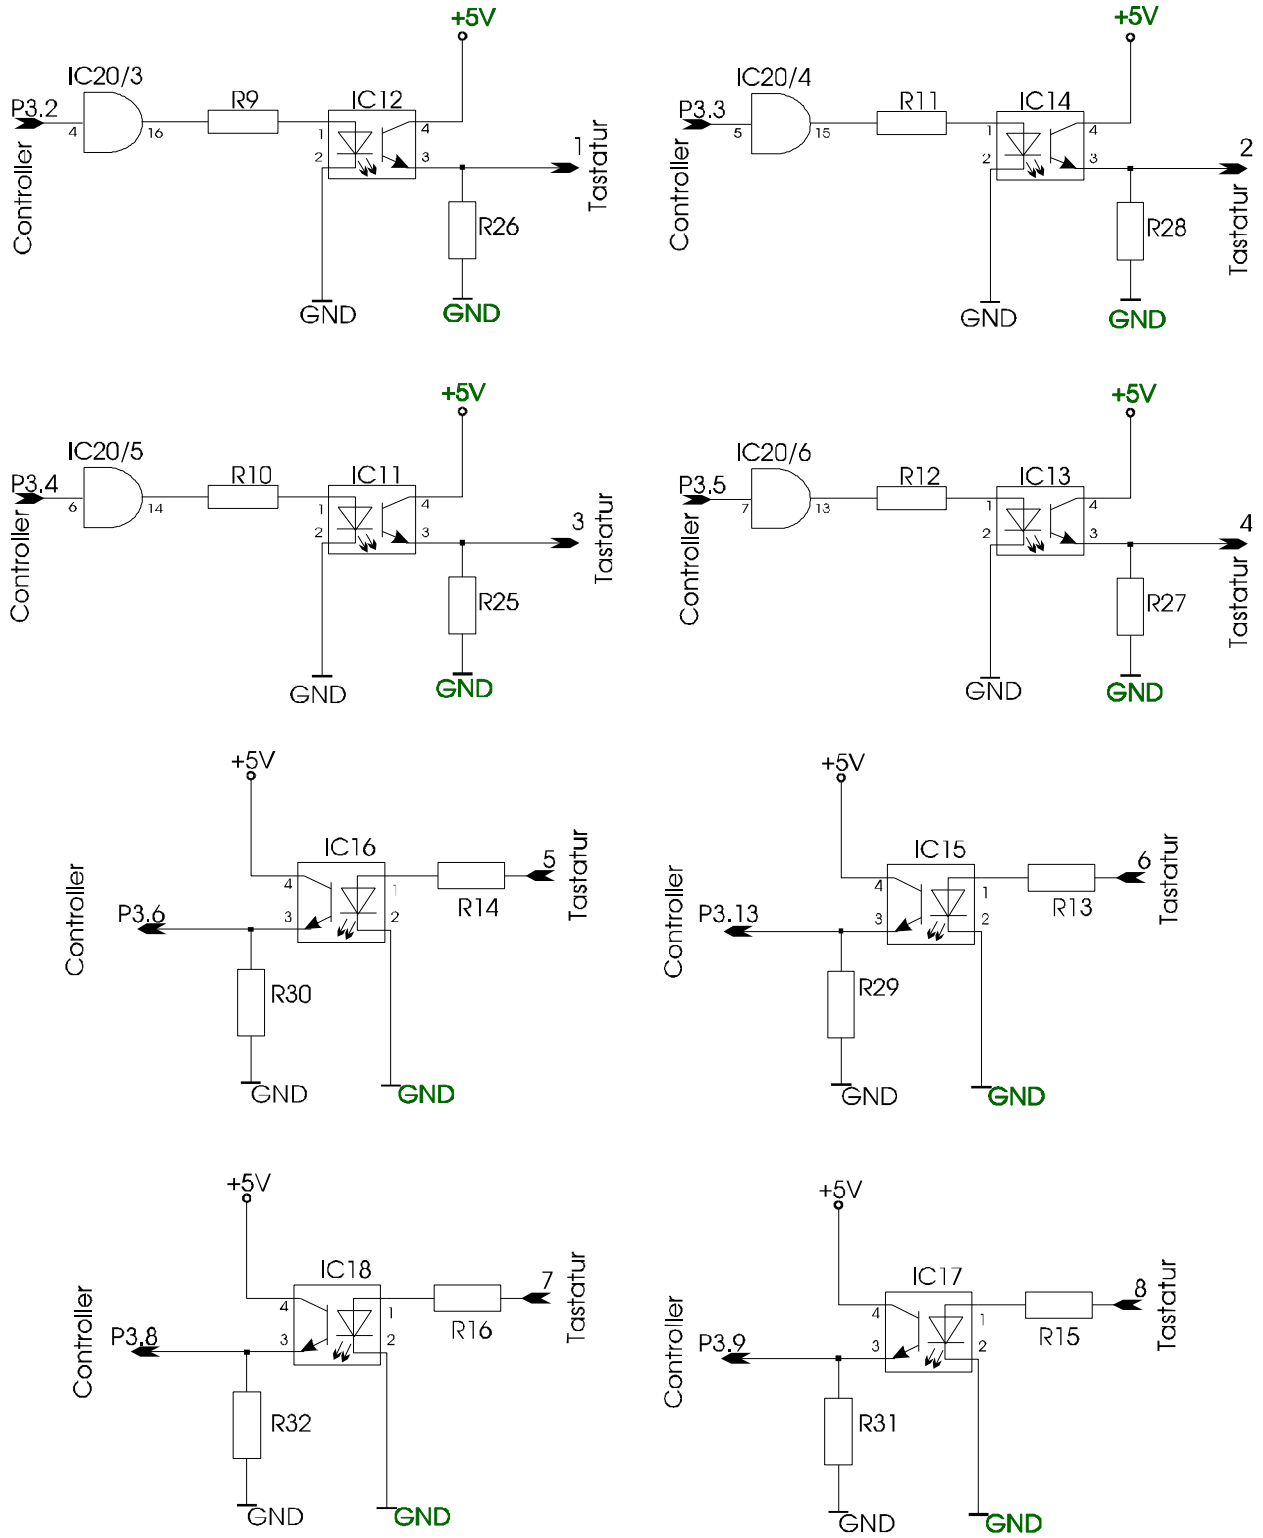 +5V
IC20/3
P3.2
4
16
R9
IC12
1
2
4
3
1
Tastatur
Controller
R26
GND
GND
+5V
IC20/4
P3.3
5
15
R11
IC14
1
2
4
3
2
Tastatur
Controller
R28
GND
GND
+5V
IC20/5
P3.4
6
14
R10
IC11
1
2
4
3
3
Tastatur
Controller
R25
GND
GND
+5V
IC20/6
P3.5
7
13
R12
IC13
1
2
4
3
4
Tastatur
Controller
R27
GND
GND
+5V
IC16
4
3
1
2
5
Tastatur
R14
Controller
P3.6
R30
GND
GND
+5V
IC15
4
3
1
2
6
Tastatur
R13
Controller
P3.13
R29
GND
GND
+5V
IC18
4
3
1
2
7
Tastatur
R16
Controller
P3.8
R32
GND
GND
+5V
IC17
4
3
1
2
8
Tastatur
R15
Controller
P3.9
R31
GND
GND